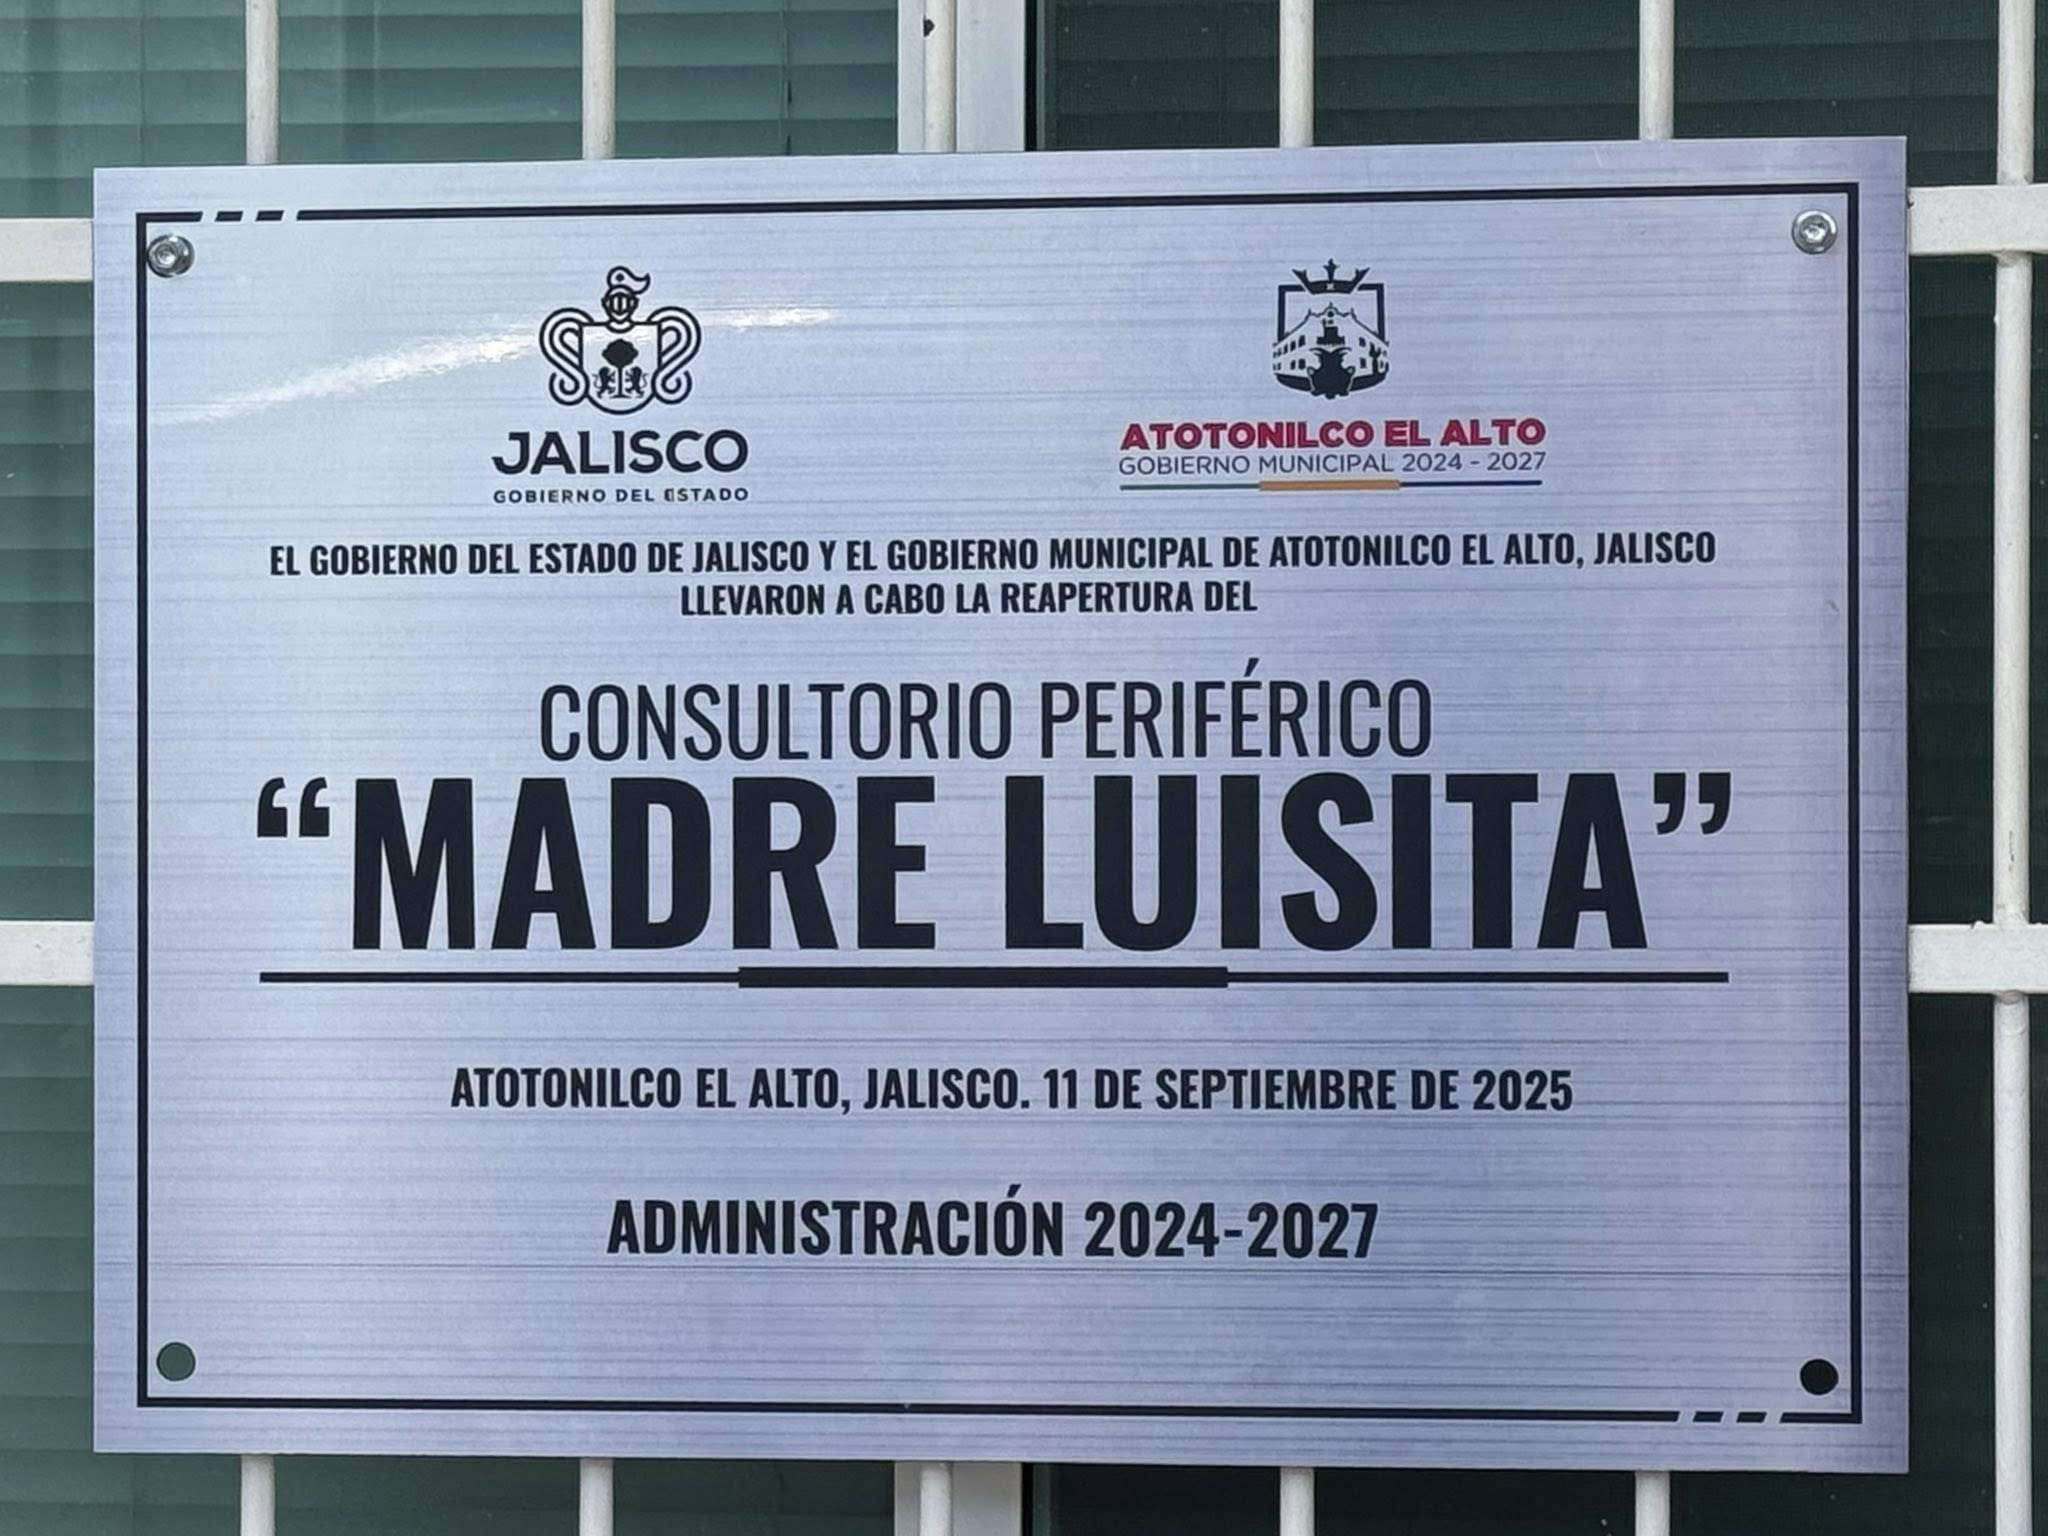 JALISCO
GOBIERNO DEL ESTADO
ATOTONILCO EL ALTO
GOBIERNO MUNICIPAL 2024 - 2027
EL GOBIERNO DEL ESTADO DE JALISCO Y EL GOBIERNO MUNICIPAL DE ATOTONILCO EL ALTO, JALISCO
LLEVARON A CABO LA REAPERTURA DEL
CONSULTORIO PERIFÉRICO
“MADRE LUISITA”
ATOTONILCO EL ALTO, JALISCO. 11 DE SEPTIEMBRE DE 2025
ADMINISTRACIÓN 2024-2027